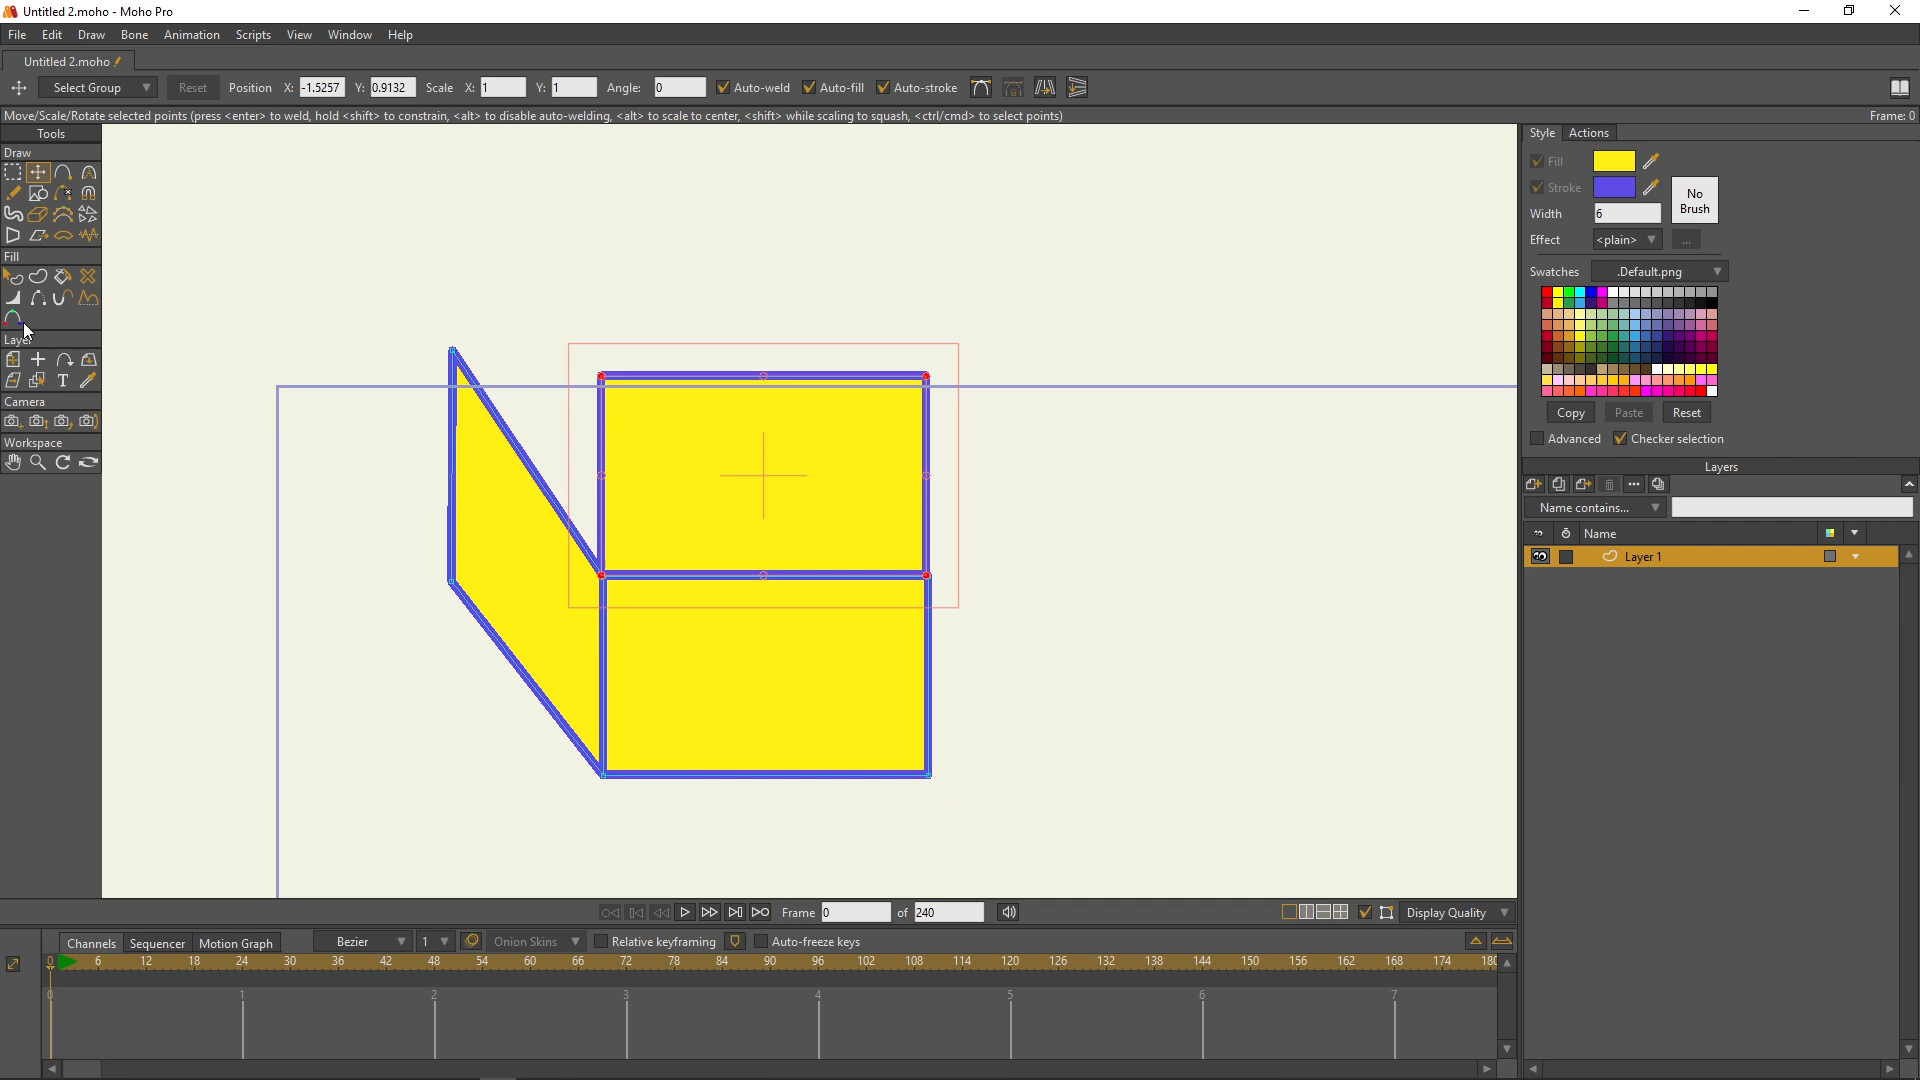 Untitled 2.moho - Moho Pro
File Edit Draw Bone Animation Scripts View Window Help
Untitled 2.moho
Select Group Reset Position X: -1.5257 Y: 0.9132 Scale X: 1 Y: 1 Angle: 0 Auto-weld Auto-fill Auto-stroke
Move/Scale/Rotate selected points (press <enter> to weld, hold <shift> to constrain, <alt> to disable auto-welding, <alt> to scale to center, <shift> while scaling to squash, <ctrl/cmd> to select points) Frame: 0
Tools
Draw
Fill
Layer
Camera
Workspace
Style Actions
Fill
Stroke
No
Brush
Width 6
Effect <plain> ...
Swatches .Default.png
Copy Paste Reset
Advanced Checker selection
Layers
Name contains...
Name
Layer 1
Frame 0 of 240 Display Quality
Channels Sequencer Motion Graph Bezier 1 Onion Skins Relative keyframing Auto-freeze keys
0 6 12 18 24 30 36 42 48 54 60 66 72 78 84 90 96 102 108 114 120 126 132 138 144 150 156 162 168 174 180
0 1 2 3 4 5 6 7